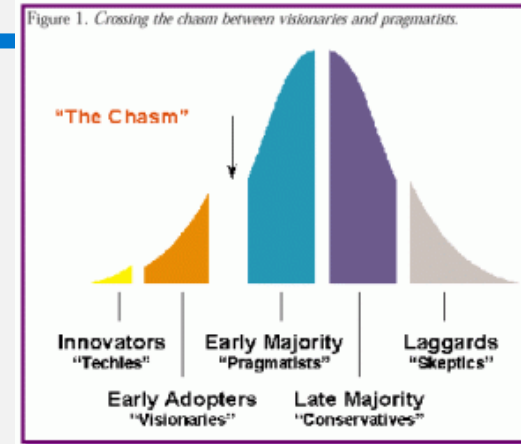 Figure 1. Crossing the chasm between visionaries and pragmatists.
"The Chasm"
Innovators
"Techies"
Early Majority
"Pragmatists"
Laggards
"Skeptics"
Early Adopters
"Visionaries"
Late Majority
"Conservatives"